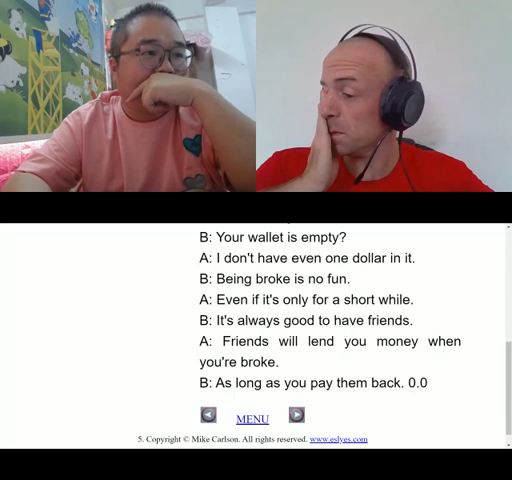 B: Your wallet is empty?
A: I don't have even one dollar in it.
B: Being broke is no fun.
A: Even if it's only for a short while.
B: It's always good to have friends.
A: Friends will lend you money when
you're broke.
B: As long as you pay them back. 0.0
MENU
5. Copyright © Mike Carlson. All rights reserved. www.eslyes.com